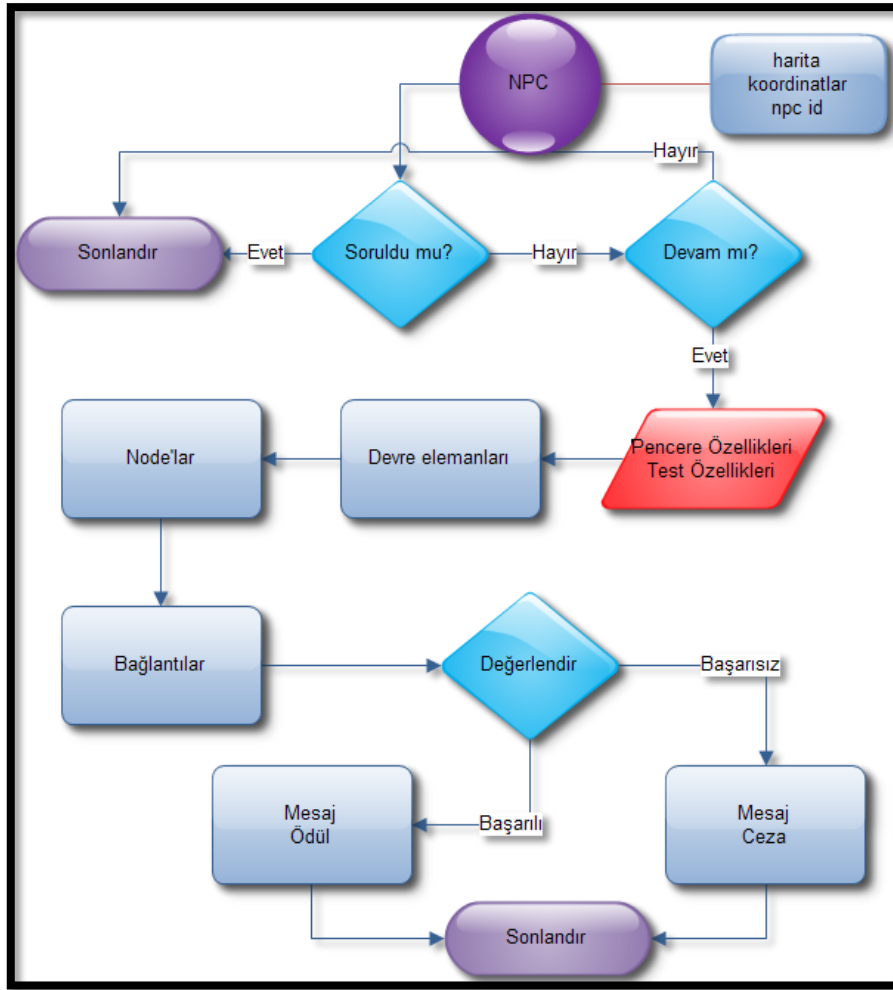 NPC
harita
koordinatlar
npc id
Hayır
Sonlandır
Evet
Soruldu mu?
Hayır
Devam mı?
Evet
Node'lar
Devre elemanları
Pencere Özellikleri
Test Özellikleri
Bağlantılar
Değerlendir
Başarısız
Mesaj
Ödül
Başarılı
Mesaj
Ceza
Sonlandır